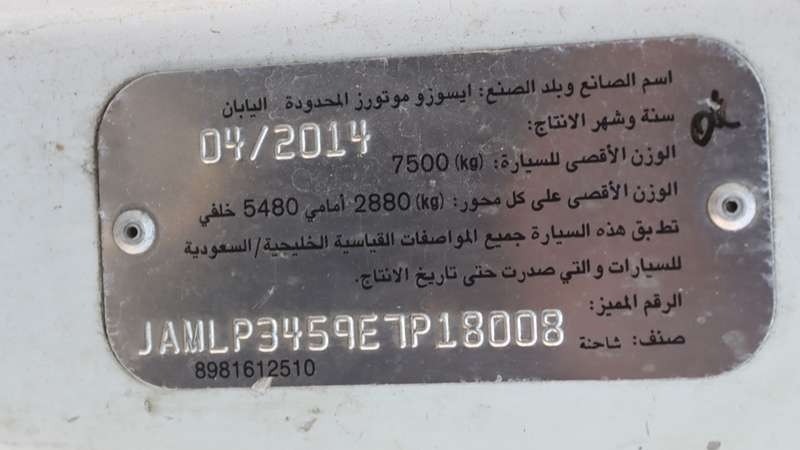 اسم الصانع وبلد الصنع: ايسوزو موتورز المحدودة اليابان
سنة وشهر الانتاج:
04/2014
الوزن الأقصى للسيارة: (kg) 7500
الوزن الأقصى على كل محور: (kg) 2880 أمامي 5480 خلفي
تطبق هذه السيارة جميع المواصفات القياسية الخليجية/السعودية
للسيارات والتي صدرت حتى تاريخ الانتاج.
الرقم المميز:
JAMLP3459E7P18008
صنف: شاحنة
8981612510